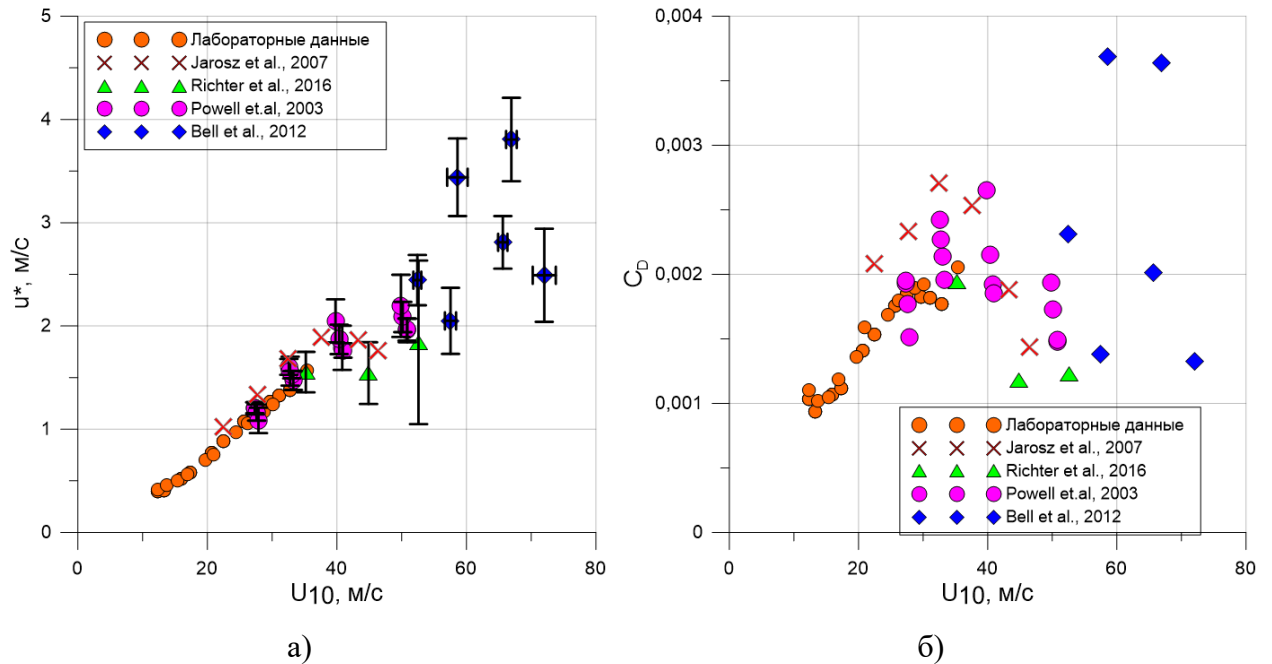 5
4
3
2
1
0
u*, м/с
Лабораторные данные
Jarosz et al., 2007
Richter et al., 2016
Powell et.al, 2003
Bell et al., 2012
0
20
40
60
80
U10, м/с
а)
0,004
0,003
0,002
0,001
0
CD
Лабораторные данные
Jarosz et al., 2007
Richter et al., 2016
Powell et.al, 2003
Bell et al., 2012
0
20
40
60
80
U10, м/с
б)